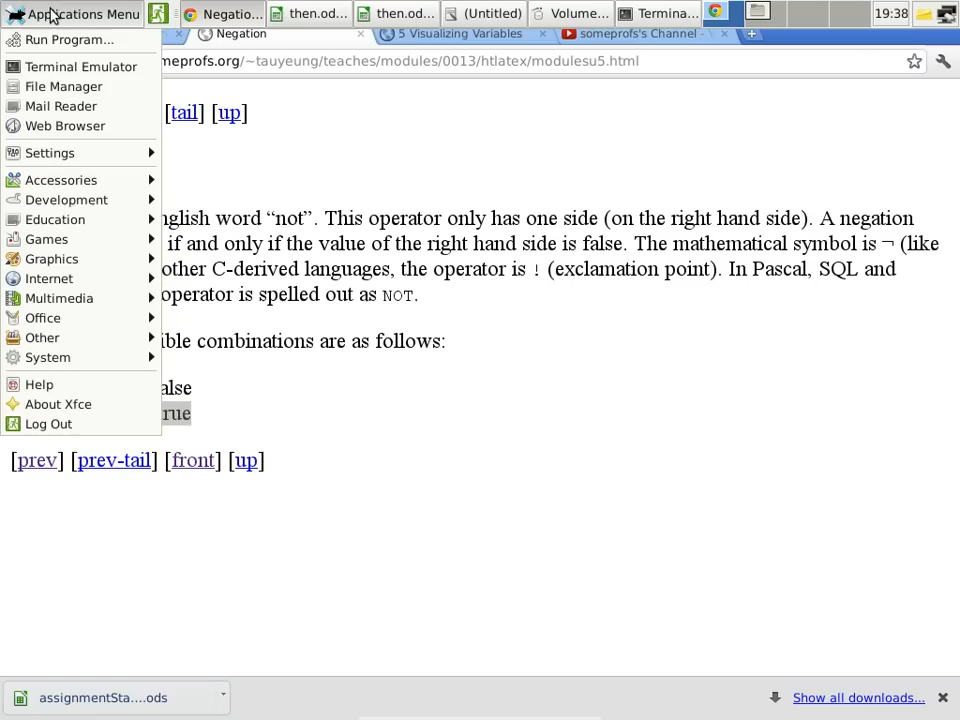 Applications Menu
Negatio...
then.od...
then.od...
(Untitled)
Volume...
Termina...
19:38
Negation
5 Visualizing Variables
someprofs's Channel -
meprofs.org/~tauyeung/teaches/modules/0013/htlatex/modulesu5.html
Run Program...
Terminal Emulator
File Manager
Mail Reader
Web Browser
Settings
Accessories
Development
Education
Games
Graphics
Internet
Multimedia
Office
Other
System
Help
About Xfce
Log Out
[tail] [up]
nglish word “not”. This operator only has one side (on the right hand side). A negation
if and only if the value of the right hand side is false. The mathematical symbol is ¬ (like
other C-derived languages, the operator is ! (exclamation point). In Pascal, SQL and
operator is spelled out as NOT.
ible combinations are as follows:
alse
rue
[prev] [prev-tail] [front] [up]
assignmentSta....ods
Show all downloads...